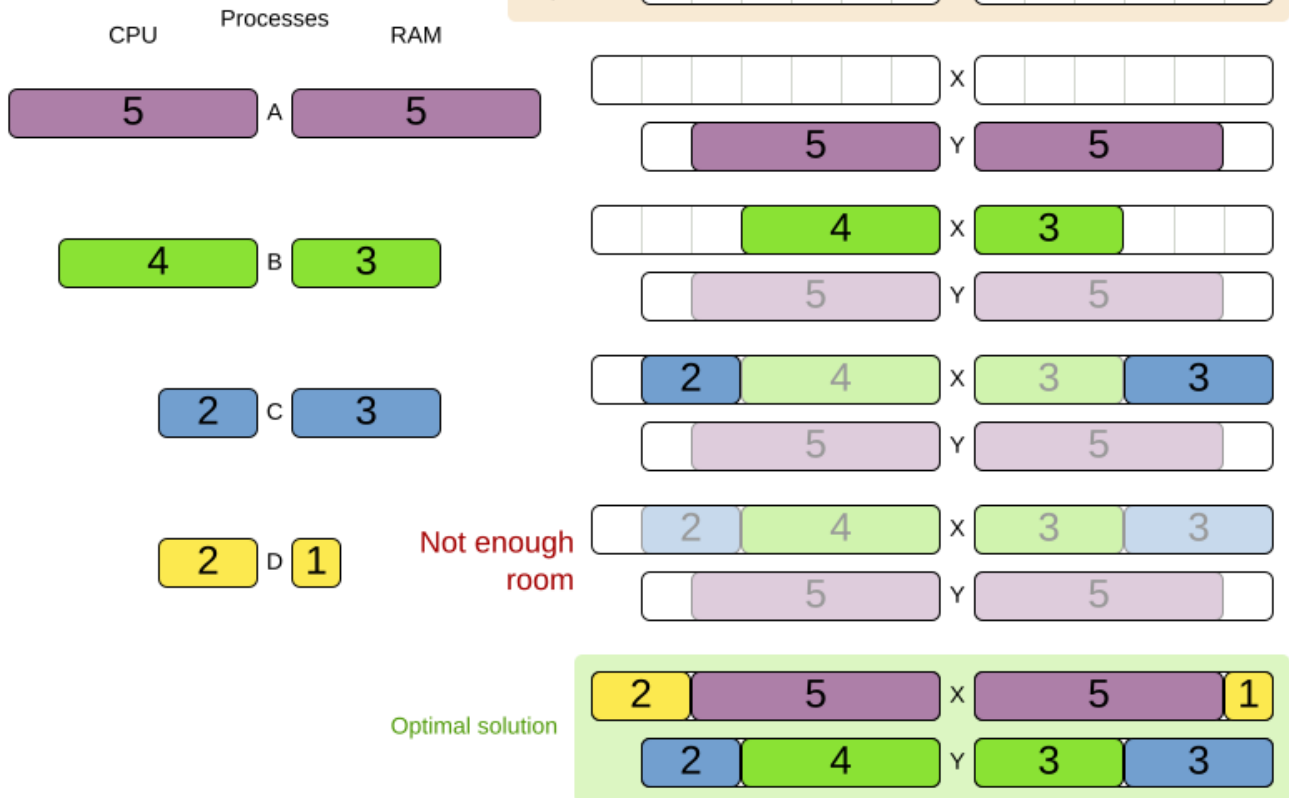 Processes
CPU RAM
X
5 A 5
5 Y 5
4 X 3
4 B 3
5 Y 5
2 4 X 3 3
2 C 3
5 Y 5
Not enough
room
2 4 X 3 3
2 D 1
5 Y 5
2 5 X 5 1
Optimal solution
2 4 Y 3 3